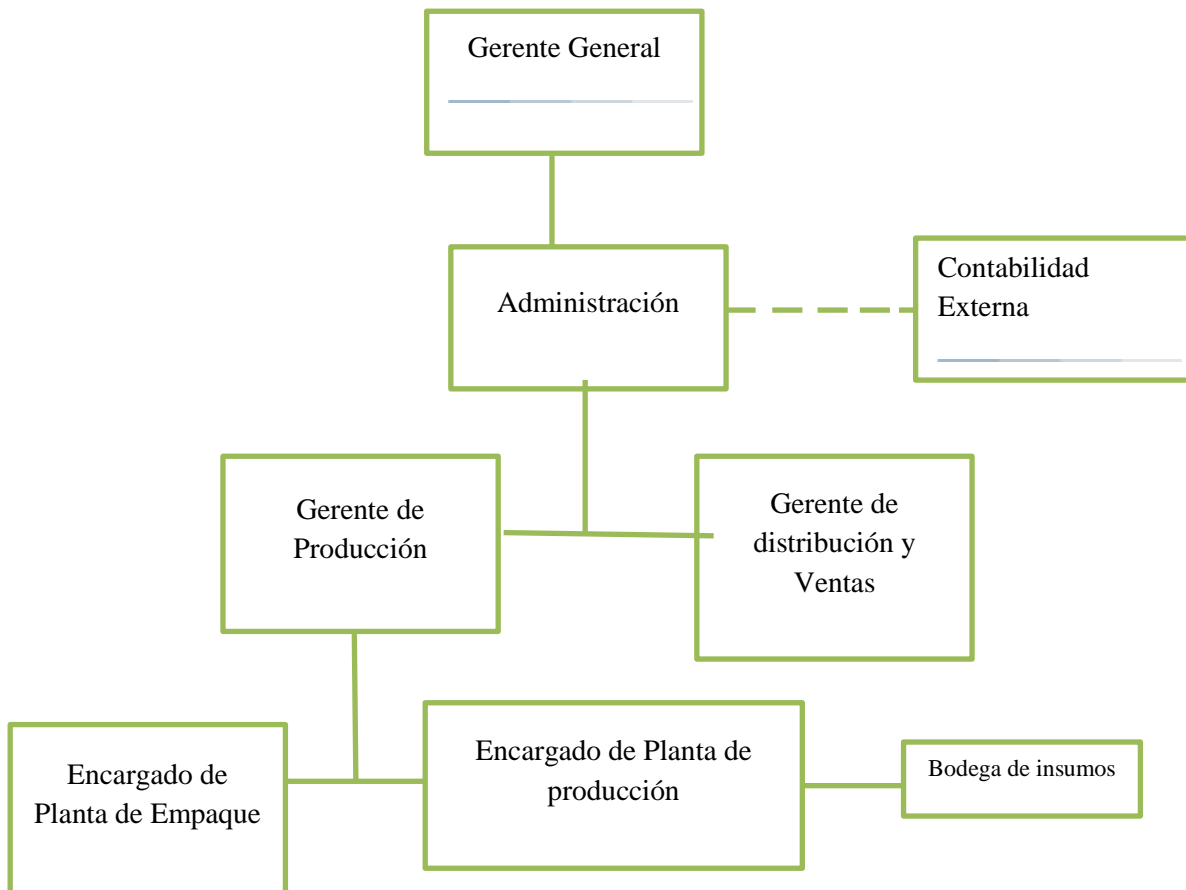 Gerente General
Administración
Contabilidad
Externa
Gerente de
Producción
Gerente de
distribución y
Ventas
Encargado de
Planta de Empaque
Encargado de Planta de
producción
Bodega de insumos